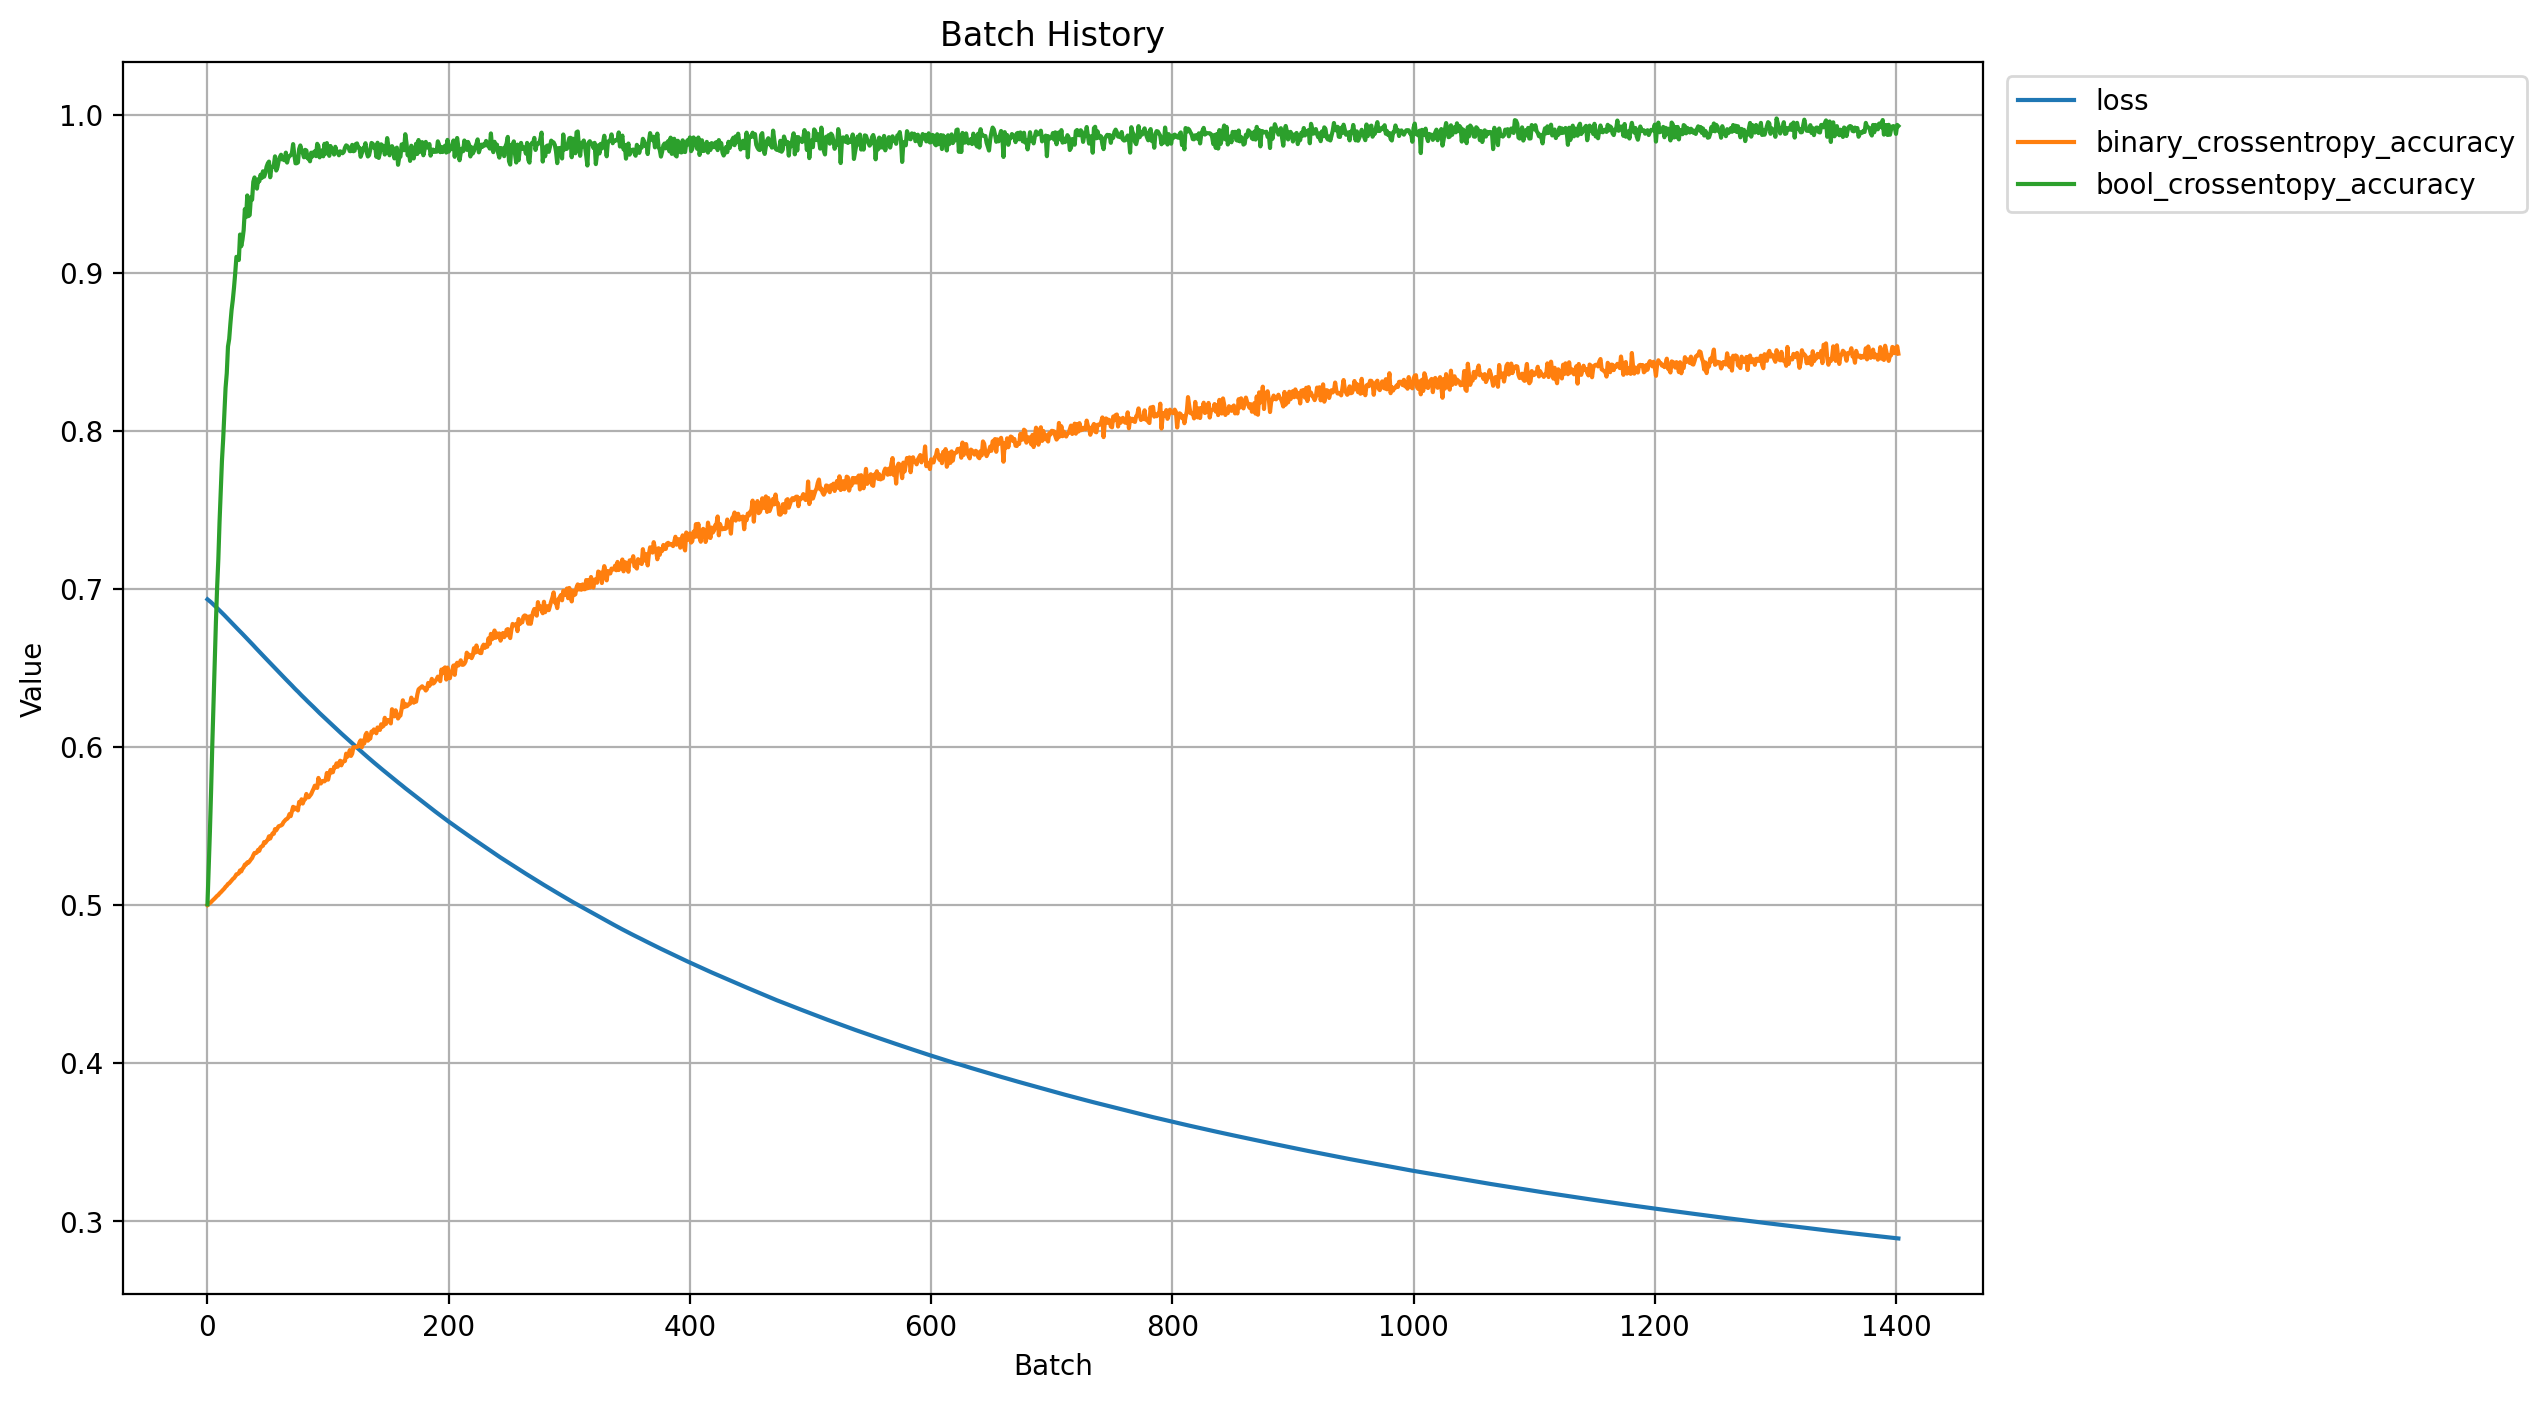 Batch History
loss
binary_crossentropy_accuracy
bool_crossentopy_accuracy
1.0
0.9
0.8
0.7
0.6
0.5
0.4
0.3
Value
0 200 400 600 800 1000 1200 1400
Batch